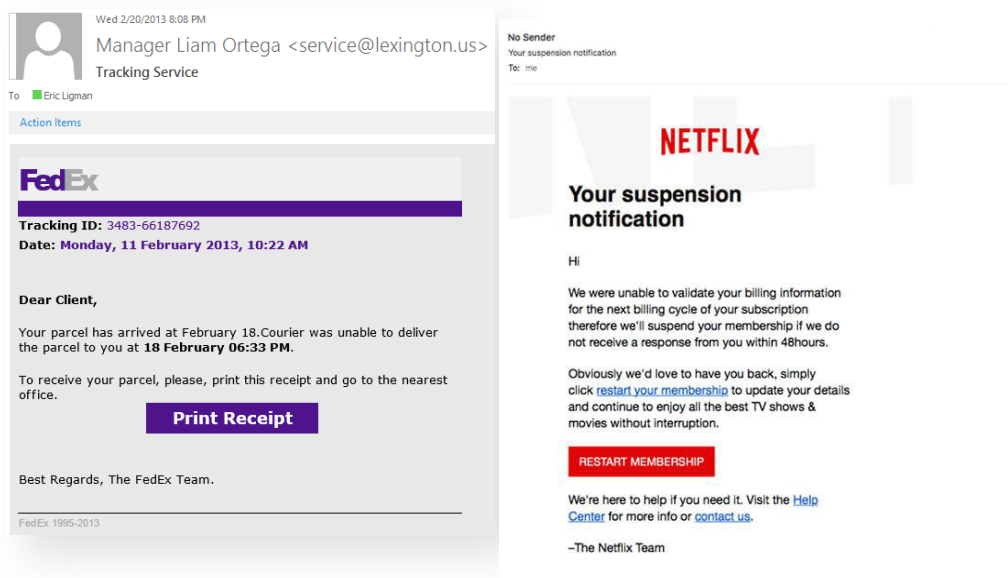 Wed 2/20/2013 8:08 PM
Manager Liam Ortega <service@lexington.us>
Tracking Service
To Eric Ligman
Action Items
FedEx
Tracking ID: 3483-66187692
Date: Monday, 11 February 2013, 10:22 AM
Dear Client,
Your parcel has arrived at February 18.Courier was unable to deliver
the parcel to you at 18 February 06:33 PM.
To receive your parcel, please, print this receipt and go to the nearest
office.
Print Receipt
Best Regards, The FedEx Team.
FedEx 1995-2013
No Sender
Your suspension notification
To: me
NETFLIX
Your suspension
notification
Hi
We were unable to validate your billing information
for the next billing cycle of your subscription
therefore we'll suspend your membership if we do
not receive a response from you within 48hours.
Obviously we'd love to have you back, simply
click restart your membership to update your details
and continue to enjoy all the best TV shows &
movies without interruption.
RESTART MEMBERSHIP
We're here to help if you need it. Visit the Help
Center for more info or contact us.
–The Netflix Team